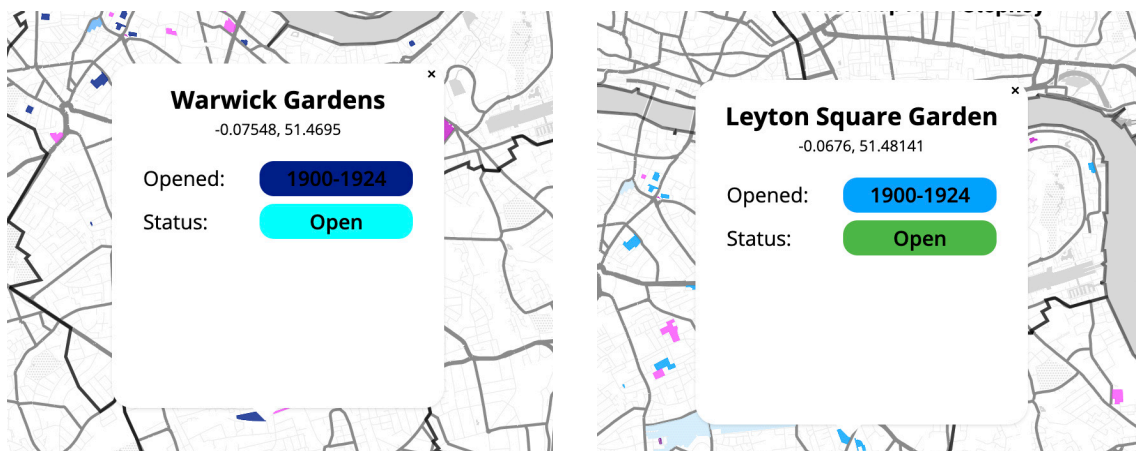 ×
Warwick Gardens
-0.07548, 51.4695
Opened: 1900-1924
Status: Open
×
Leyton Square Garden
-0.0676, 51.48141
Opened: 1900-1924
Status: Open